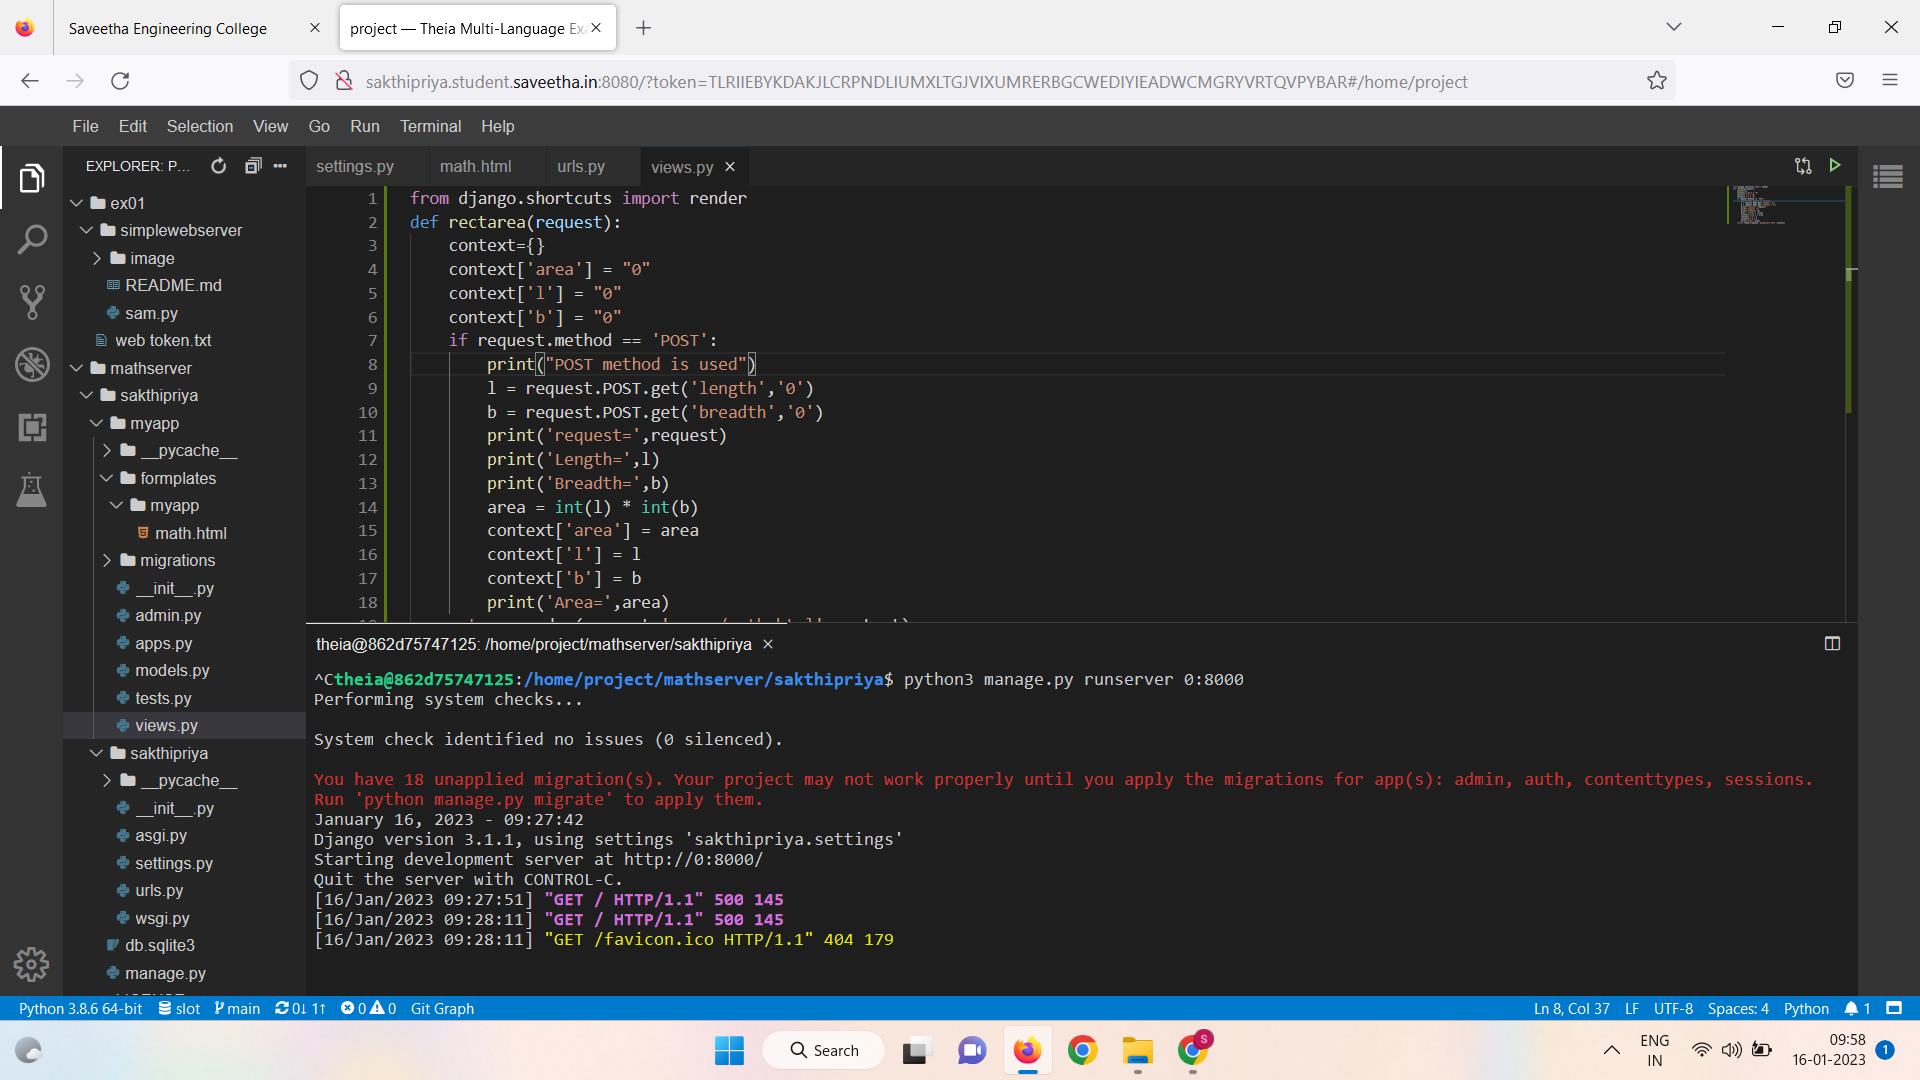 Saveetha Engineering College
project — Theia Multi-Language Ex
sakthipriya.student.saveetha.in:8080/?token=TLRIIEBYKDAKJLCRPNDLIUMXLTGJVIXUMRERBGCWEDIYIEADWCMGRYVRTQVPYBAR#/home/project
File Edit Selection View Go Run Terminal Help
EXPLORER: P...
ex01
simplewebserver
image
README.md
sam.py
web token.txt
mathserver
sakthipriya
myapp
__pycache__
formplates
myapp
math.html
migrations
__init__.py
admin.py
apps.py
models.py
tests.py
views.py
sakthipriya
__pycache__
__init__.py
asgi.py
settings.py
urls.py
wsgi.py
db.sqlite3
manage.py
settings.py math.html urls.py views.py
1 from django.shortcuts import render
2 def rectarea(request):
3 context={}
4 context['area'] = "0"
5 context['l'] = "0"
6 context['b'] = "0"
7 if request.method == 'POST':
8 print("POST method is used")
9 l = request.POST.get('length','0')
10 b = request.POST.get('breadth','0')
11 print('request=',request)
12 print('Length=',l)
13 print('Breadth=',b)
14 area = int(l) * int(b)
15 context['area'] = area
16 context['l'] = l
17 context['b'] = b
18 print('Area=',area)
theia@862d75747125: /home/project/mathserver/sakthipriya
^Ctheia@862d75747125:/home/project/mathserver/sakthipriya$ python3 manage.py runserver 0:8000
Performing system checks...
System check identified no issues (0 silenced).
You have 18 unapplied migration(s). Your project may not work properly until you apply the migrations for app(s): admin, auth, contenttypes, sessions.
Run 'python manage.py migrate' to apply them.
January 16, 2023 - 09:27:42
Django version 3.1.1, using settings 'sakthipriya.settings'
Starting development server at http://0:8000/
Quit the server with CONTROL-C.
[16/Jan/2023 09:27:51] "GET / HTTP/1.1" 500 145
[16/Jan/2023 09:28:11] "GET / HTTP/1.1" 500 145
[16/Jan/2023 09:28:11] "GET /favicon.ico HTTP/1.1" 404 179
Python 3.8.6 64-bit slot main 0↓ 1↑ 0 0 Git Graph Ln 8, Col 37 LF UTF-8 Spaces: 4 Python 1
Search
S
ENG
IN
09:58
16-01-2023
1